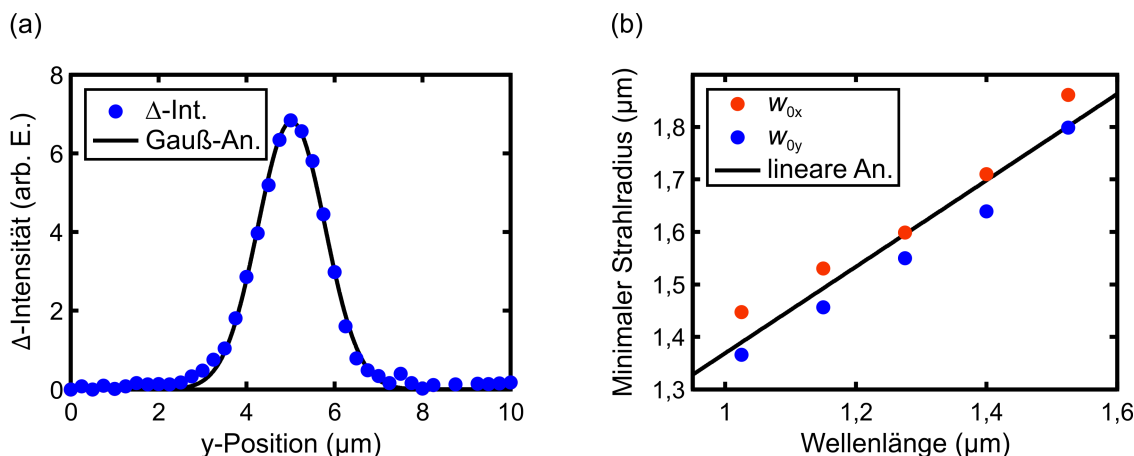 (a)
8
6
4
2
0
Δ-Intensität (arb. E.)
Δ-Int.
Gauß-An.
0 2 4 6 8 10
y-Position (µm)
(b)
1,8
1,7
1,6
1,5
1,4
1,3
Minimaler Strahlradius (µm)
w0x
w0y
lineare An.
1 1,2 1,4 1,6
Wellenlänge (µm)